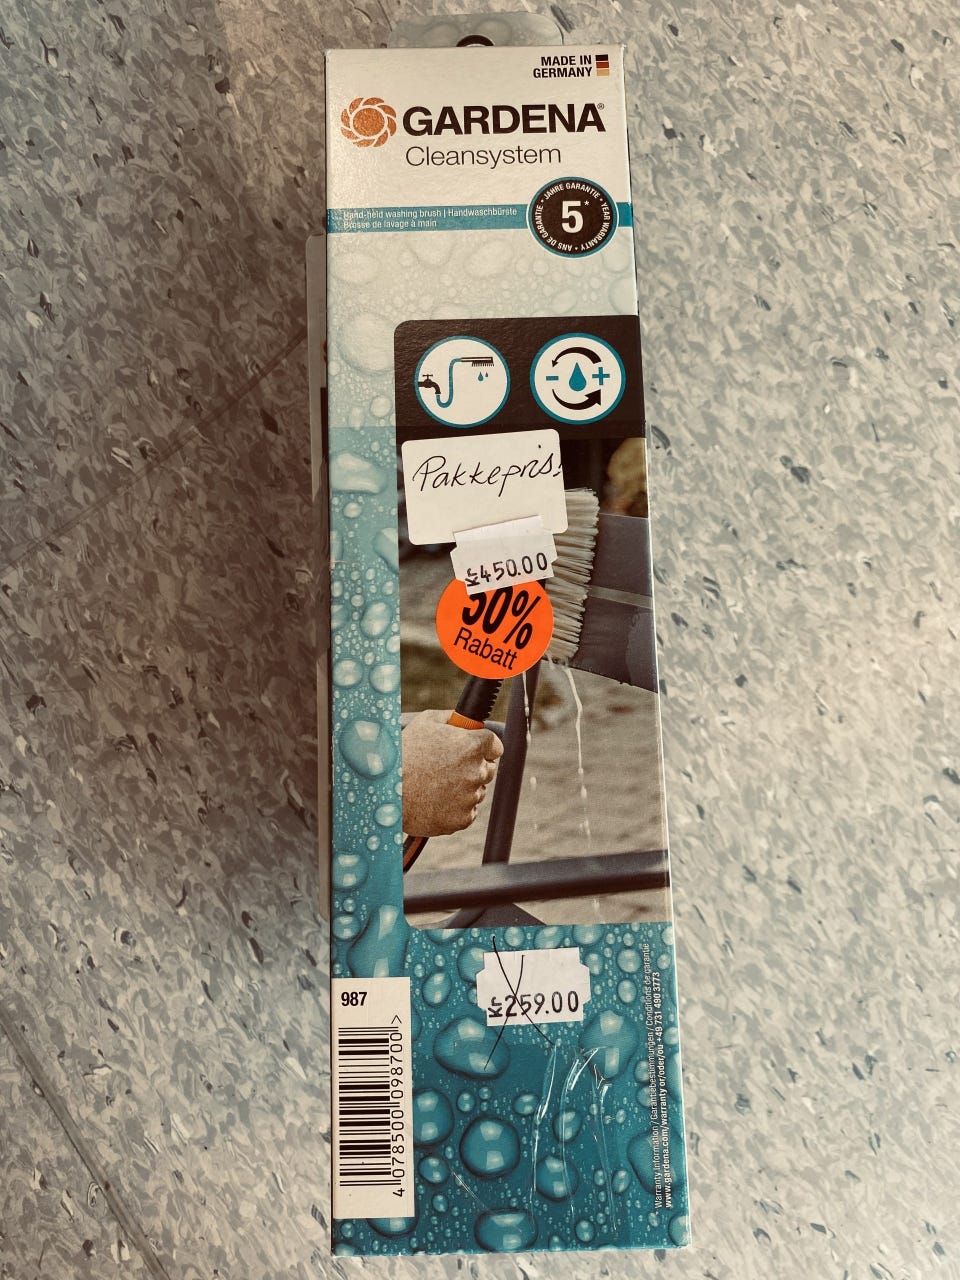 MADE IN
GERMANY
GARDENA®
Cleansystem
Hand-held washing brush | Handwaschbürste
Brosse de lavage à main
JAHRE GARANTIE • YEAR WARRANTY • ANS DE GARANTIE •
5*
- +
Pakkepris!
Kr450.00
50%
Rabatt
Kr259.00
987
4 078500 098700 >
Warranty Information / Garantiebestimmungen / Conditions de garantie:
www.gardena.com/warranty or/oder/ou +49 731 490 3773